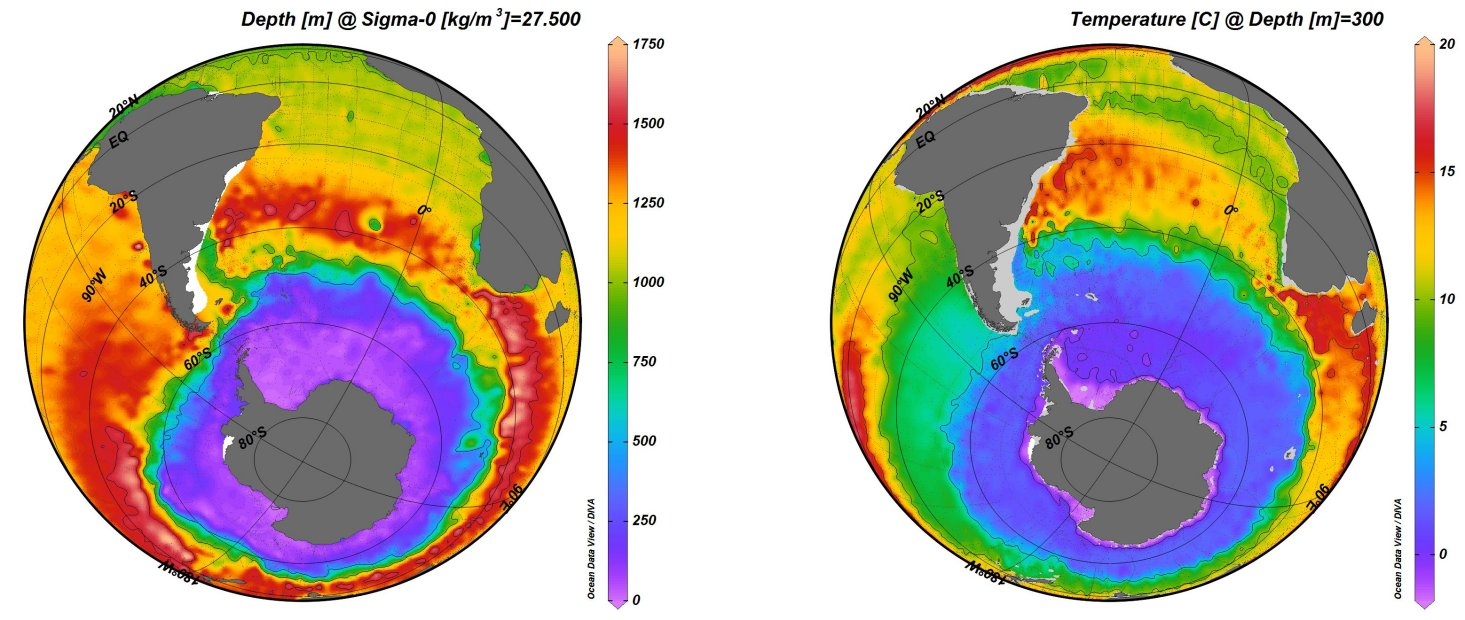 Depth [m] @ Sigma-0 [kg/m³]=27.500
1750
1500
1250
1000
750
500
250
0
20°N
EQ
20°S
0°
40°S
90°W
60°S
80°S
90°E
180°W
Ocean Data View / DIVA
Temperature [C] @ Depth [m]=300
20
15
10
5
0
20°N
EQ
20°S
0°
40°S
90°W
60°S
80°S
90°E
180°W
Ocean Data View / DIVA